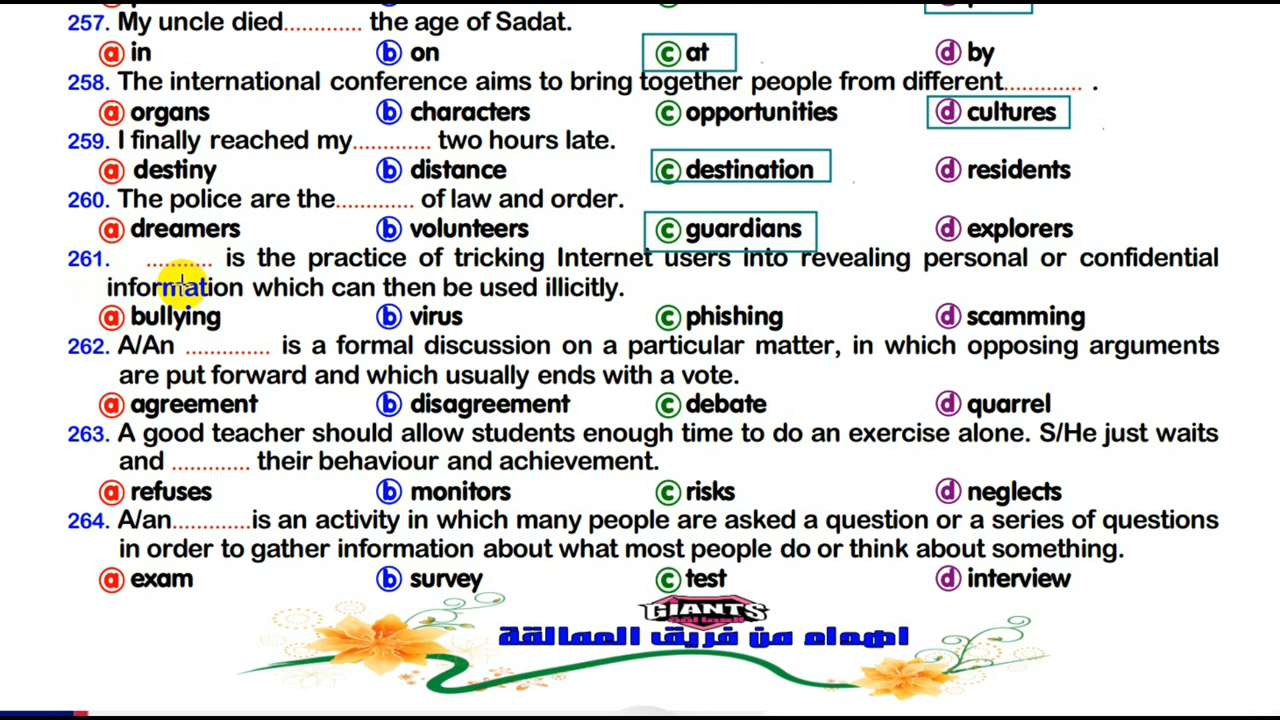 257. My uncle died............. the age of Sadat.
ⓐ in ⓑ on ⓒ at ⓓ by
258. The international conference aims to bring together people from different............. .
ⓐ organs ⓑ characters ⓒ opportunities ⓓ cultures
259. I finally reached my............. two hours late.
ⓐ destiny ⓑ distance ⓒ destination ⓓ residents
260. The police are the............. of law and order.
ⓐ dreamers ⓑ volunteers ⓒ guardians ⓓ explorers
261. ........... is the practice of tricking Internet users into revealing personal or confidential
information which can then be used illicitly.
ⓐ bullying ⓑ virus ⓒ phishing ⓓ scamming
262. A/An .............. is a formal discussion on a particular matter, in which opposing arguments
are put forward and which usually ends with a vote.
ⓐ agreement ⓑ disagreement ⓒ debate ⓓ quarrel
263. A good teacher should allow students enough time to do an exercise alone. S/He just waits
and ............. their behaviour and achievement.
ⓐ refuses ⓑ monitors ⓒ risks ⓓ neglects
264. A/an.............is an activity in which many people are asked a question or a series of questions
in order to gather information about what most people do or think about something.
ⓐ exam ⓑ survey ⓒ test ⓓ interview
GIANTS
العمالقة
اهداء من فريق العمالقة